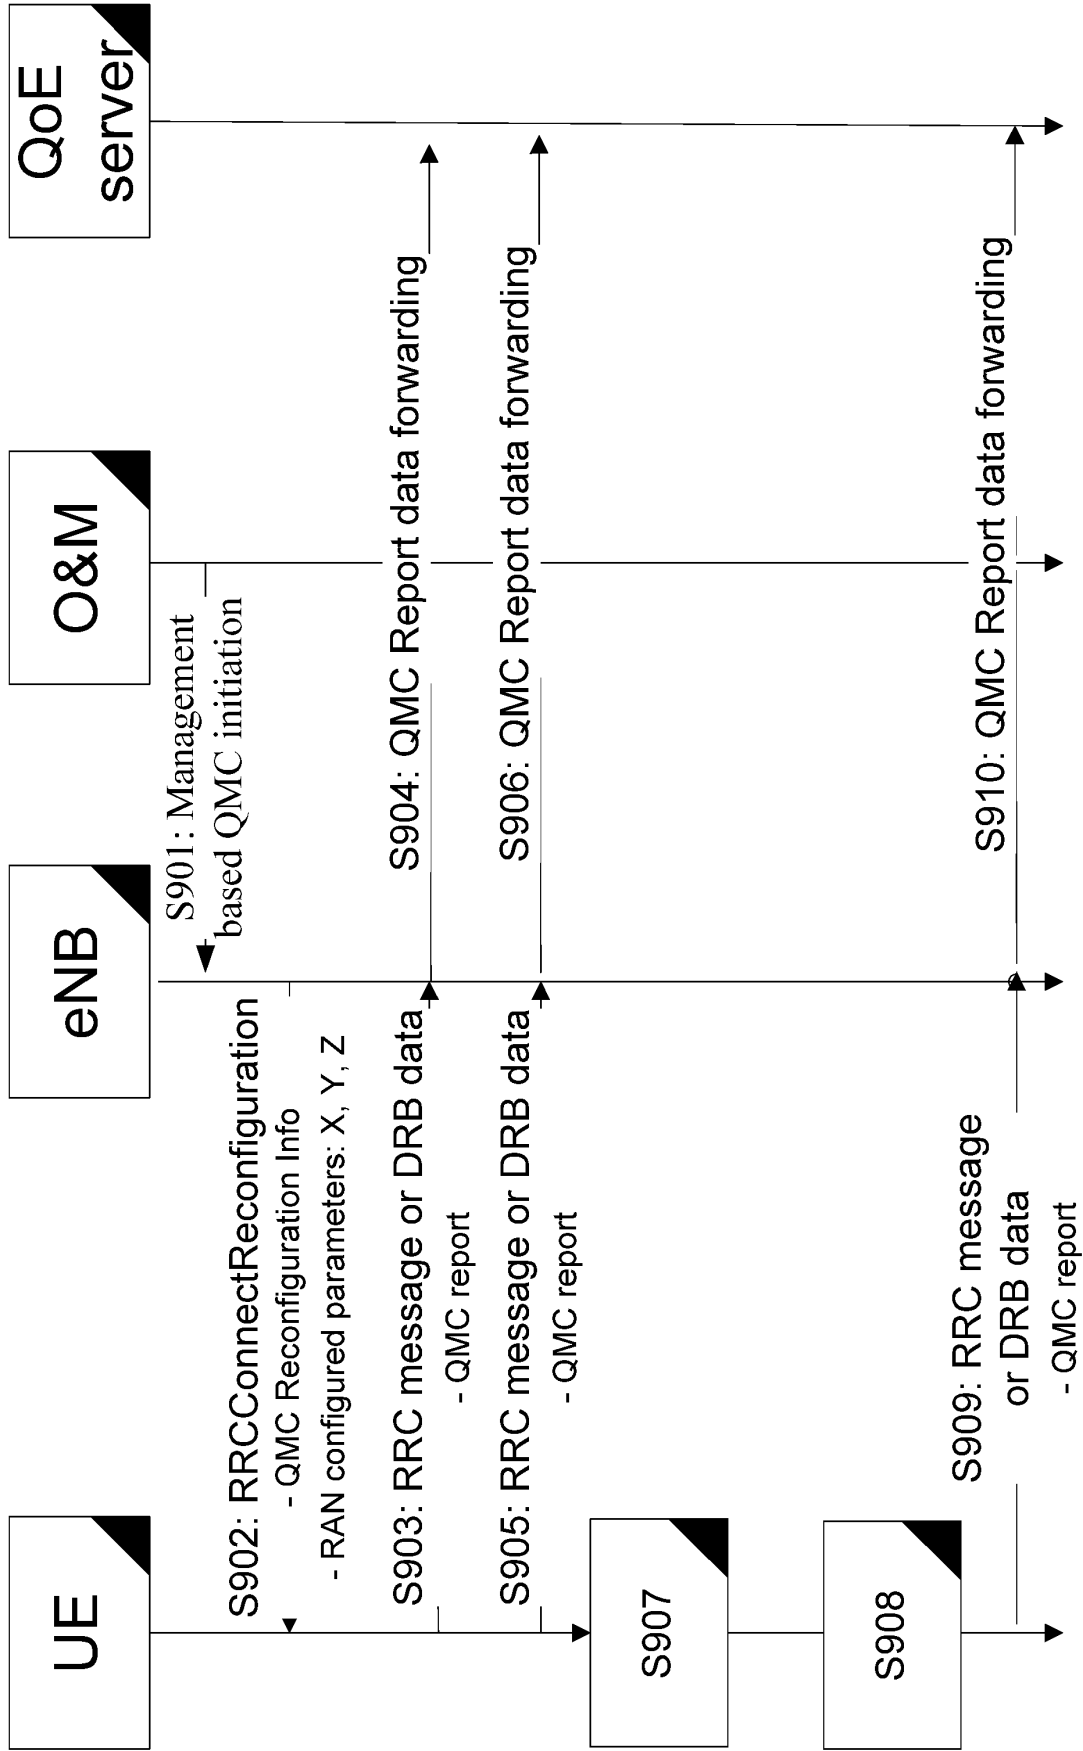 UE
eNB
O&M
QoE
server
S901: Management
based QMC initiation
S902: RRCConnectReconfiguration
- QMC Reconfiguration Info
- RAN configured parameters: X, Y, Z
S903: RRC message or DRB data
- QMC report
S904: QMC Report data forwarding
S905: RRC message or DRB data
- QMC report
S906: QMC Report data forwarding
S907
S908
S909: RRC message
or DRB data
- QMC report
S910: QMC Report data forwarding